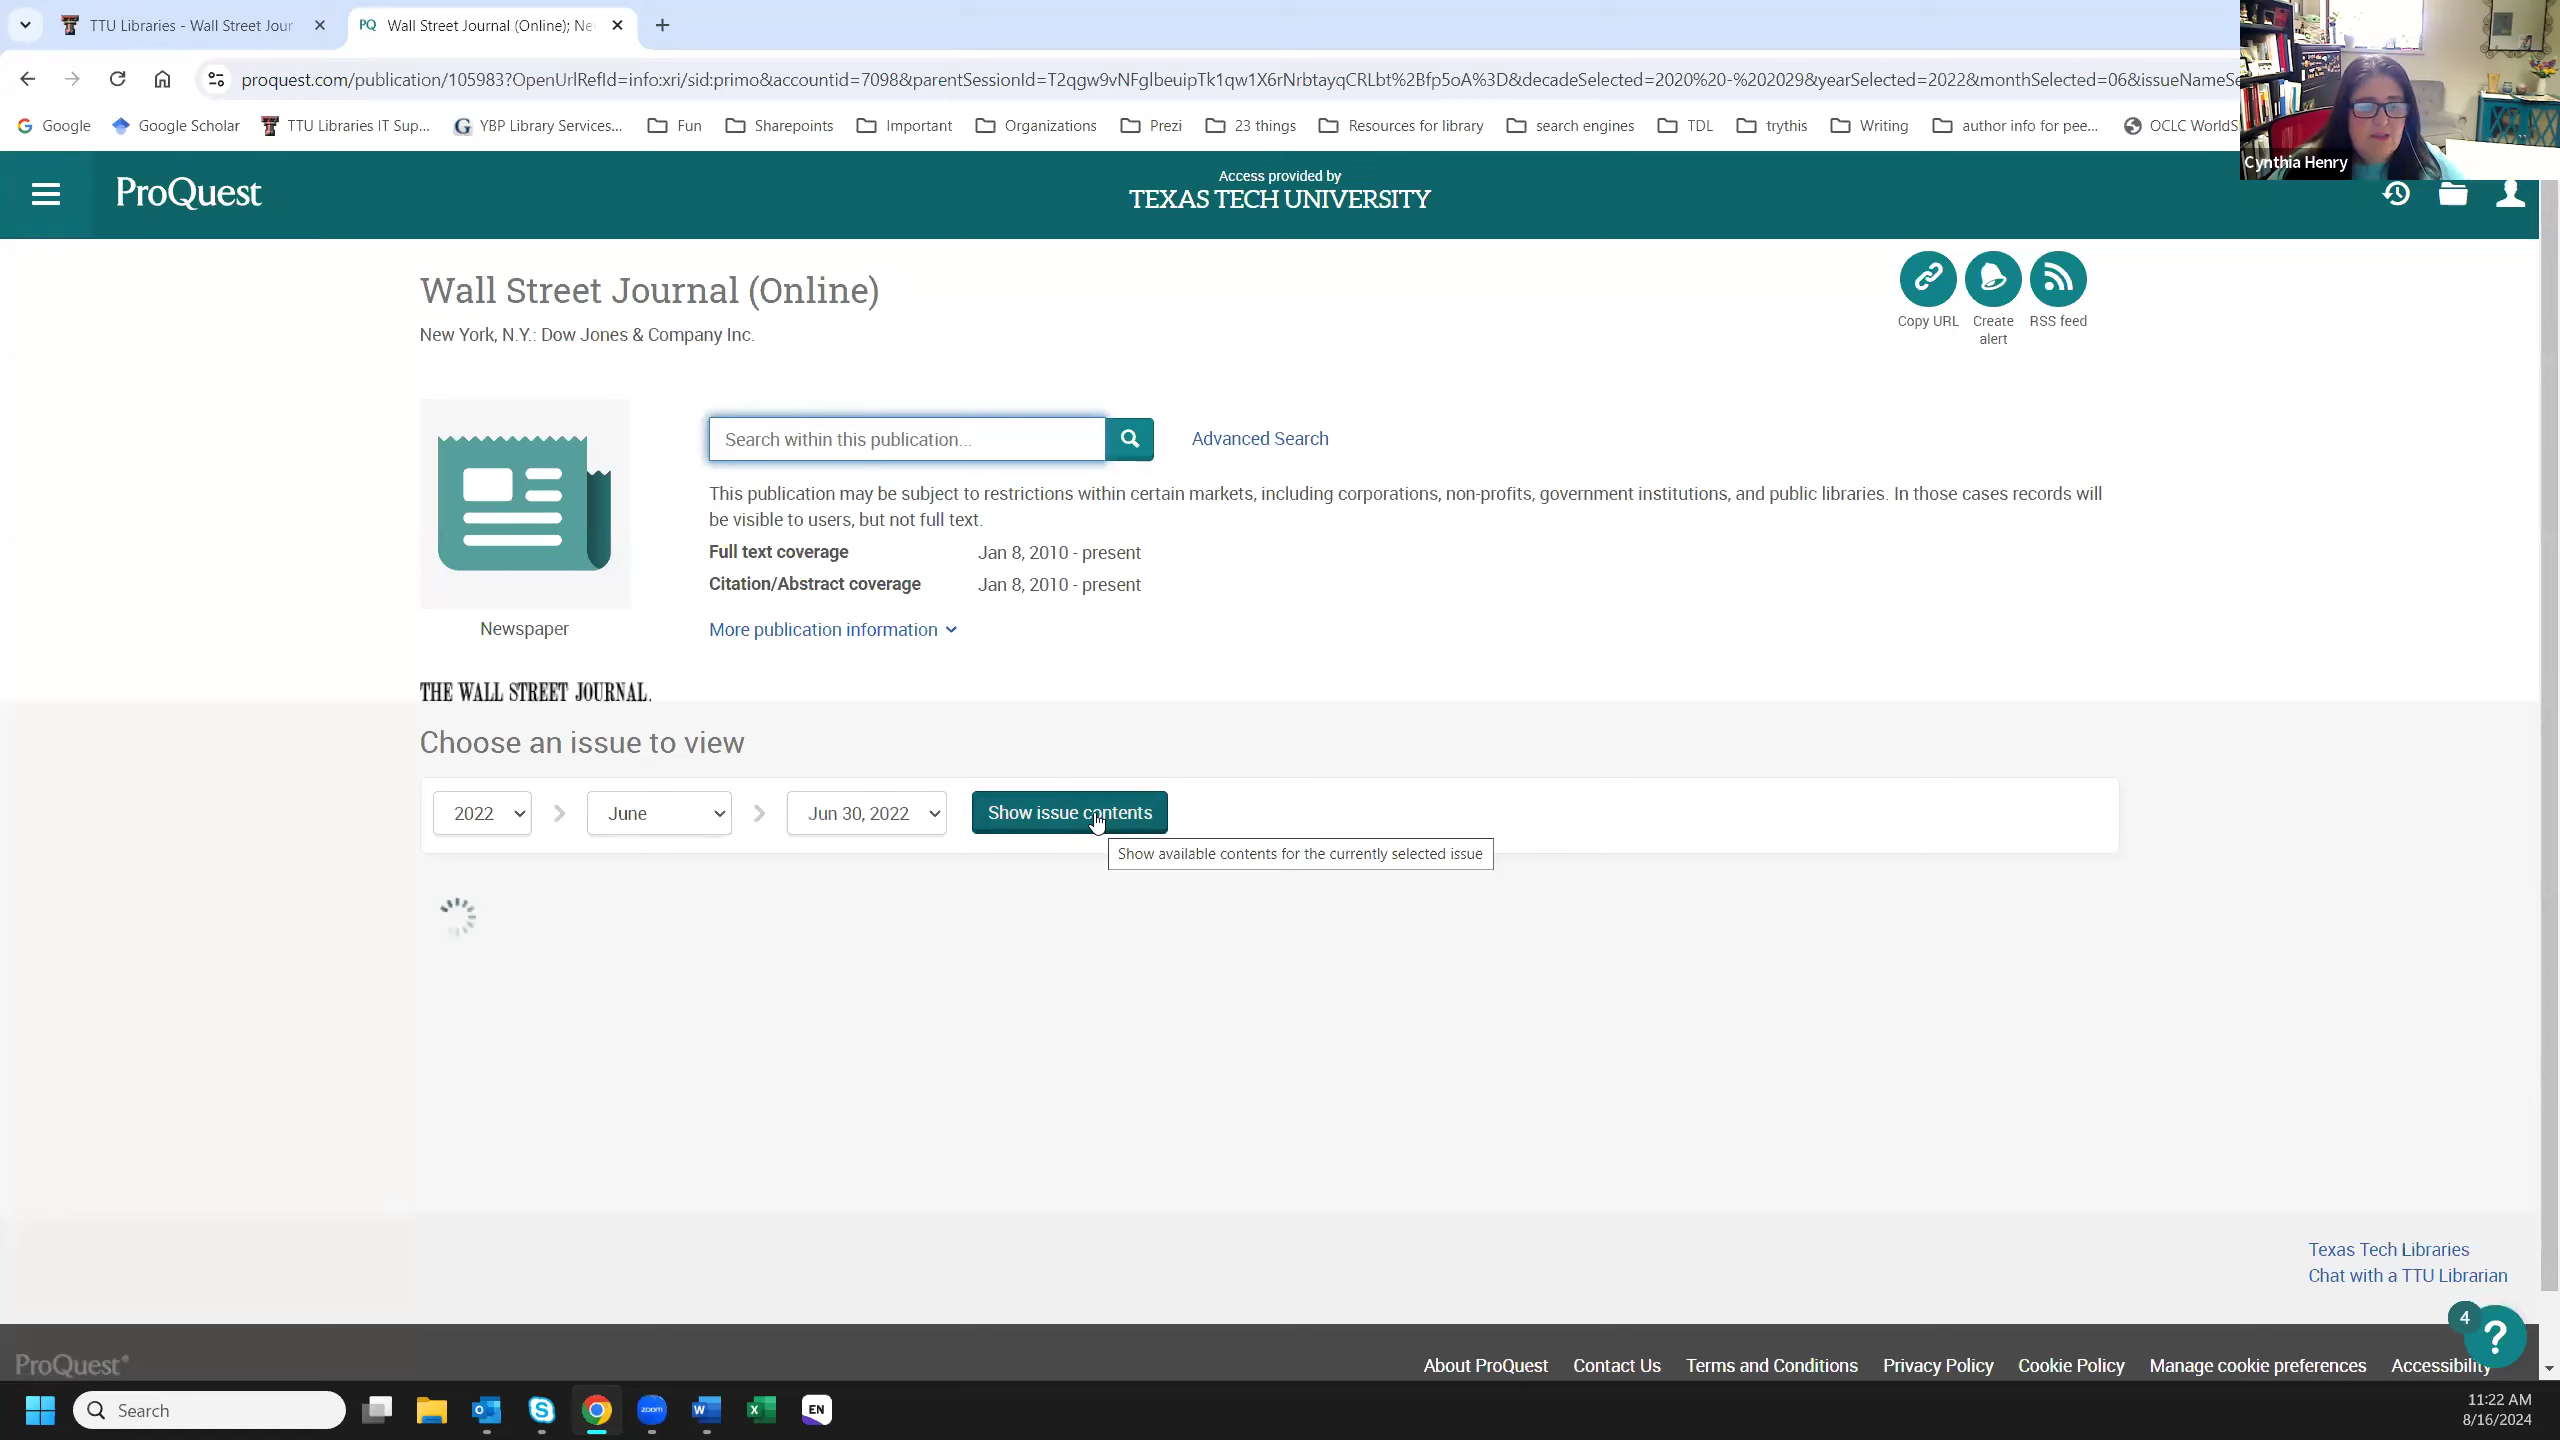 TTU Libraries - Wall Street Jour
PQ Wall Street Journal (Online); Ne
proquest.com/publication/105983?OpenUrlRefId=info:xri/sid:primo&accountid=7098&parentSessionId=T2qgw9vNFglbeuipTk1qw1X6rNrbtayqCRLbt%2Bfp5oA%3D&decadeSelected=2020%20-%202029&yearSelected=2022&monthSelected=06&issueNameSe
Google
Google Scholar
TTU Libraries IT Sup...
YBP Library Services...
Fun
Sharepoints
Important
Organizations
Prezi
23 things
Resources for library
search engines
TDL
trythis
Writing
author info for pee...
OCLC WorldS
Cynthia Henry
ProQuest
Access provided by
TEXAS TECH UNIVERSITY
Wall Street Journal (Online)
New York, N.Y.: Dow Jones & Company Inc.
Copy URL
Create alert
RSS feed
Search within this publication...
Advanced Search
This publication may be subject to restrictions within certain markets, including corporations, non-profits, government institutions, and public libraries. In those cases records will
be visible to users, but not full text.
Full text coverage Jan 8, 2010 - present
Citation/Abstract coverage Jan 8, 2010 - present
Newspaper
More publication information
THE WALL STREET JOURNAL.
Choose an issue to view
2022
June
Jun 30, 2022
Show issue contents
Show available contents for the currently selected issue
Texas Tech Libraries
Chat with a TTU Librarian
4
?
ProQuest
About ProQuest
Contact Us
Terms and Conditions
Privacy Policy
Cookie Policy
Manage cookie preferences
Accessibility
Search
zoom
W
X
EN
11:22 AM
8/16/2024